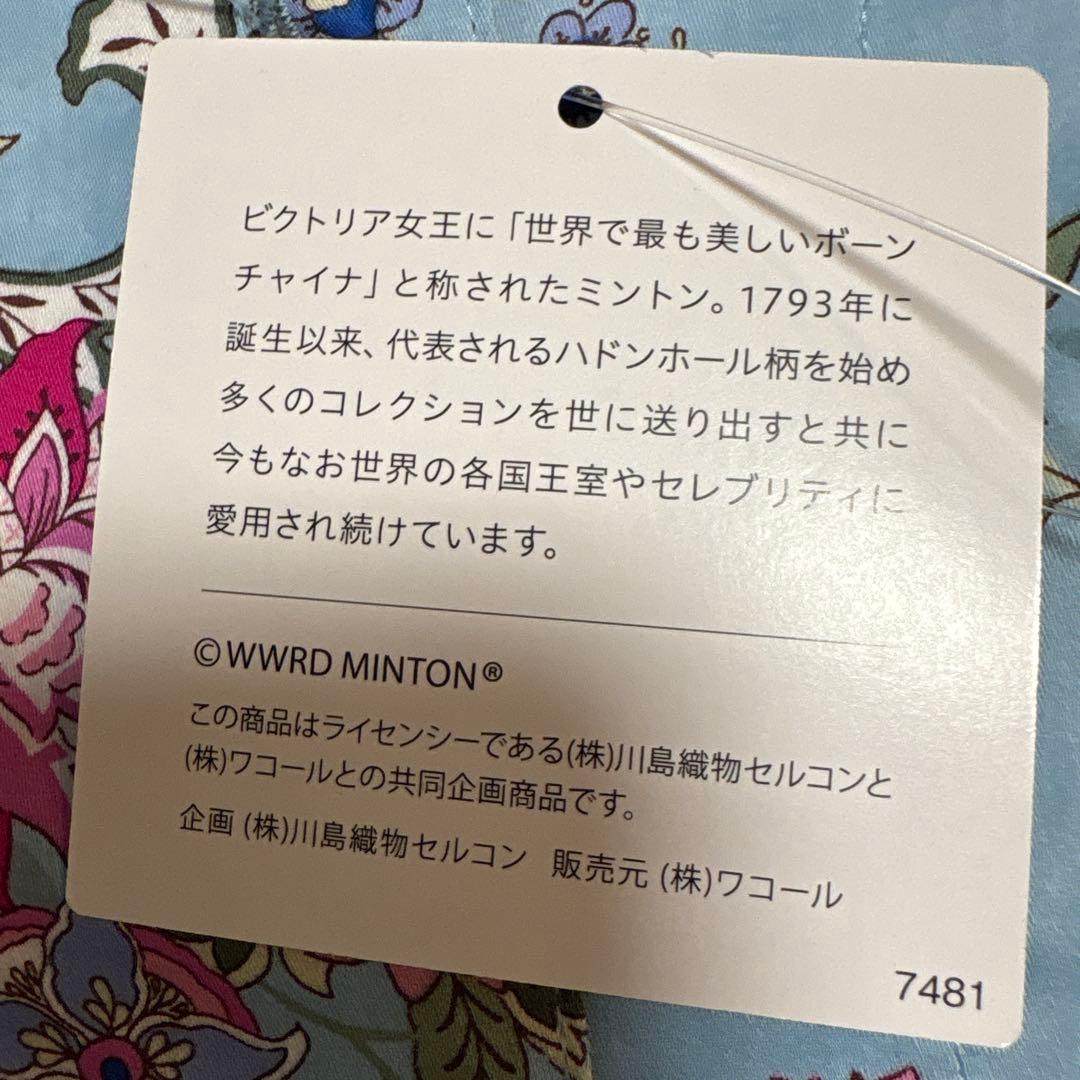 ビクトリア女王に「世界で最も美しいボーン
チャイナ」と称されたミントン。1793年に
誕生以来、代表されるハドンホール柄を始め
多くのコレクションを世に送り出すと共に
今もなお世界の各国王室やセレブリティに
愛用され続けています。
©WWRD MINTON®
この商品はライセンシーである(株)川島織物セルコンと
(株)ワコールとの共同企画商品です。
企画 (株)川島織物セルコン 販売元 (株)ワコール
7481